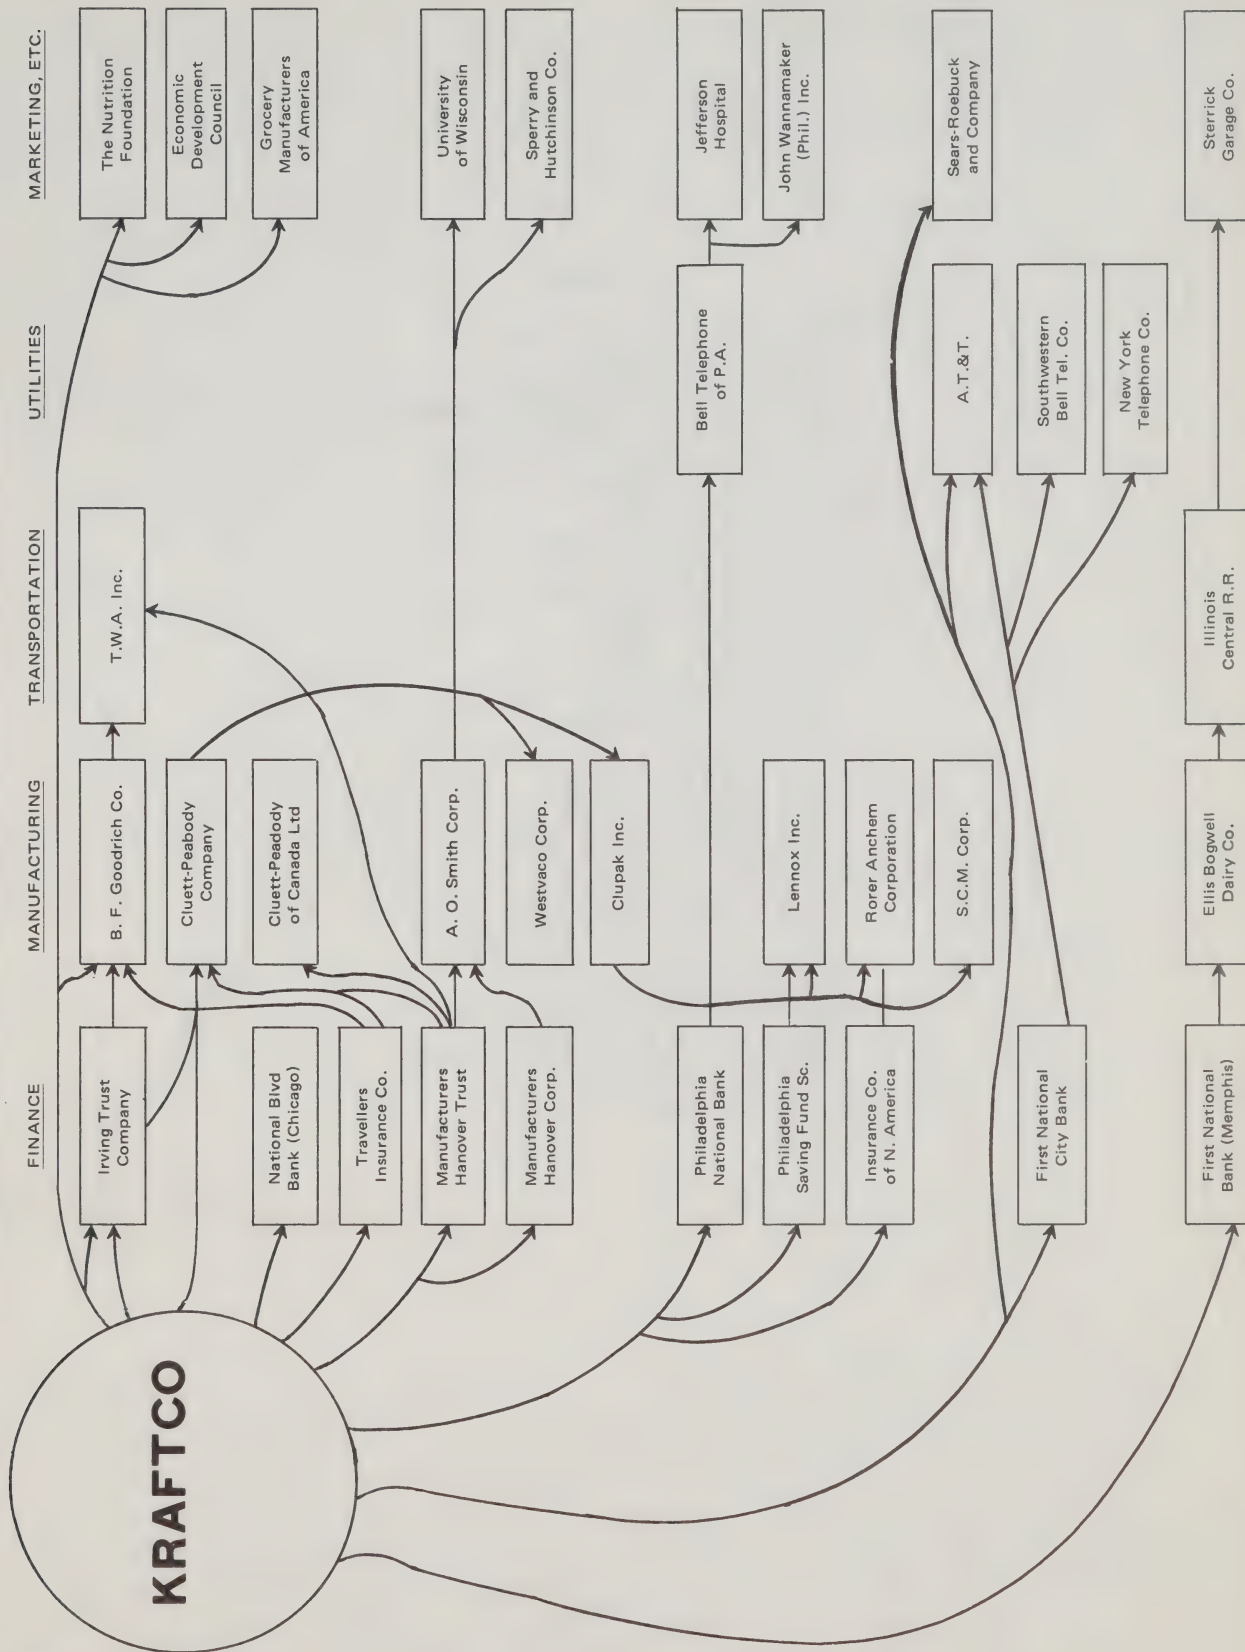 KRAFTCO
FINANCE
MANUFACTURING
TRANSPORTATION
UTILITIES
MARKETING, ETC.
Irving Trust
Company
B. F. Goodrich Co.
T.W.A. Inc.
The Nutrition
Foundation
Cluett-Peabody
Company
Economic
Development
Council
National Blvd
Bank (Chicago)
Cluett-Peadody
of Canada Ltd
Grocery
Manufacturers
of America
Travellers
Insurance Co.
Manufacturers
Hanover Trust
A. O. Smith Corp.
University
of Wisconsin
Manufacturers
Hanover Corp.
Westvaco Corp.
Sperry and
Hutchinson Co.
Clupak Inc.
Philadelphia
National Bank
Bell Telephone
of P.A.
Jefferson
Hospital
Philadelphia
Saving Fund Sc.
Lennox Inc.
John Wannamaker
(Phil.) Inc.
Insurance Co.
of N. America
Rorer Anchem
Corporation
S.C.M. Corp.
A.T.&T.
Sears-Roebuck
and Company
First National
City Bank
Southwestern
Bell Tel. Co.
New York
Telephone Co.
First National
Bank (Memphis)
Ellis Bogwell
Dairy Co.
Illinois
Central R.R.
Sterrick
Garage Co.